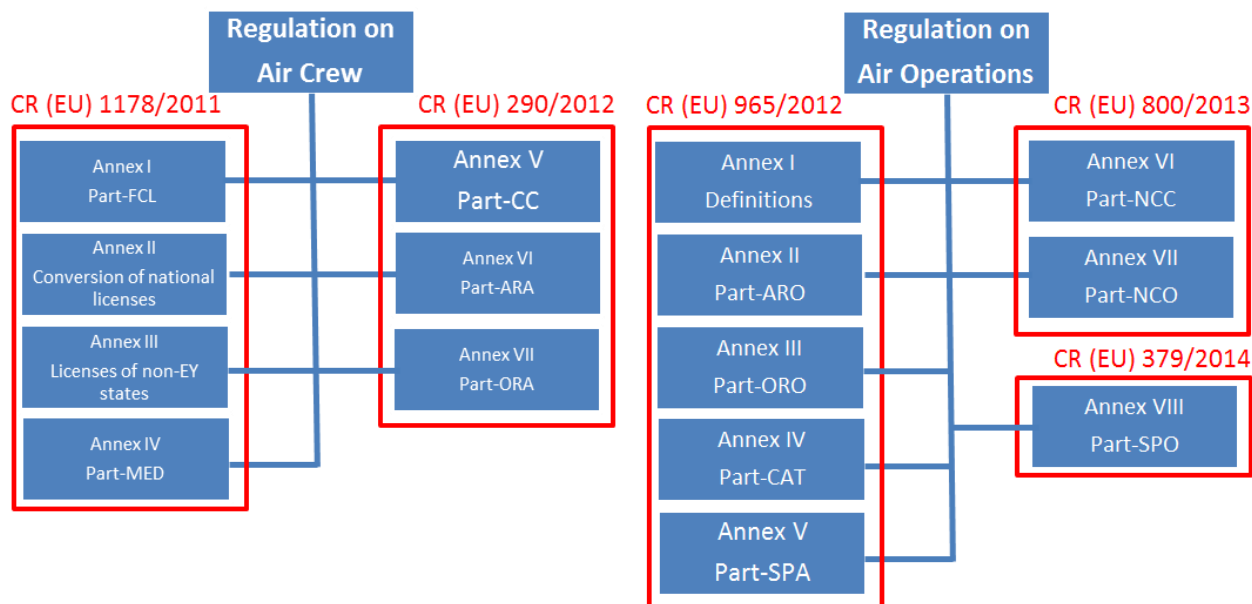 Regulation on
Air Crew
CR (EU) 1178/2011
Annex I
Part-FCL
Annex II
Conversion of national
licenses
Annex III
Licenses of non-EY
states
Annex IV
Part-MED
CR (EU) 290/2012
Annex V
Part-CC
Annex VI
Part-ARA
Annex VII
Part-ORA
Regulation on
Air Operations
CR (EU) 965/2012
Annex I
Definitions
Annex II
Part-ARO
Annex III
Part-ORO
Annex IV
Part-CAT
Annex V
Part-SPA
CR (EU) 800/2013
Annex VI
Part-NCC
Annex VII
Part-NCO
CR (EU) 379/2014
Annex VIII
Part-SPO